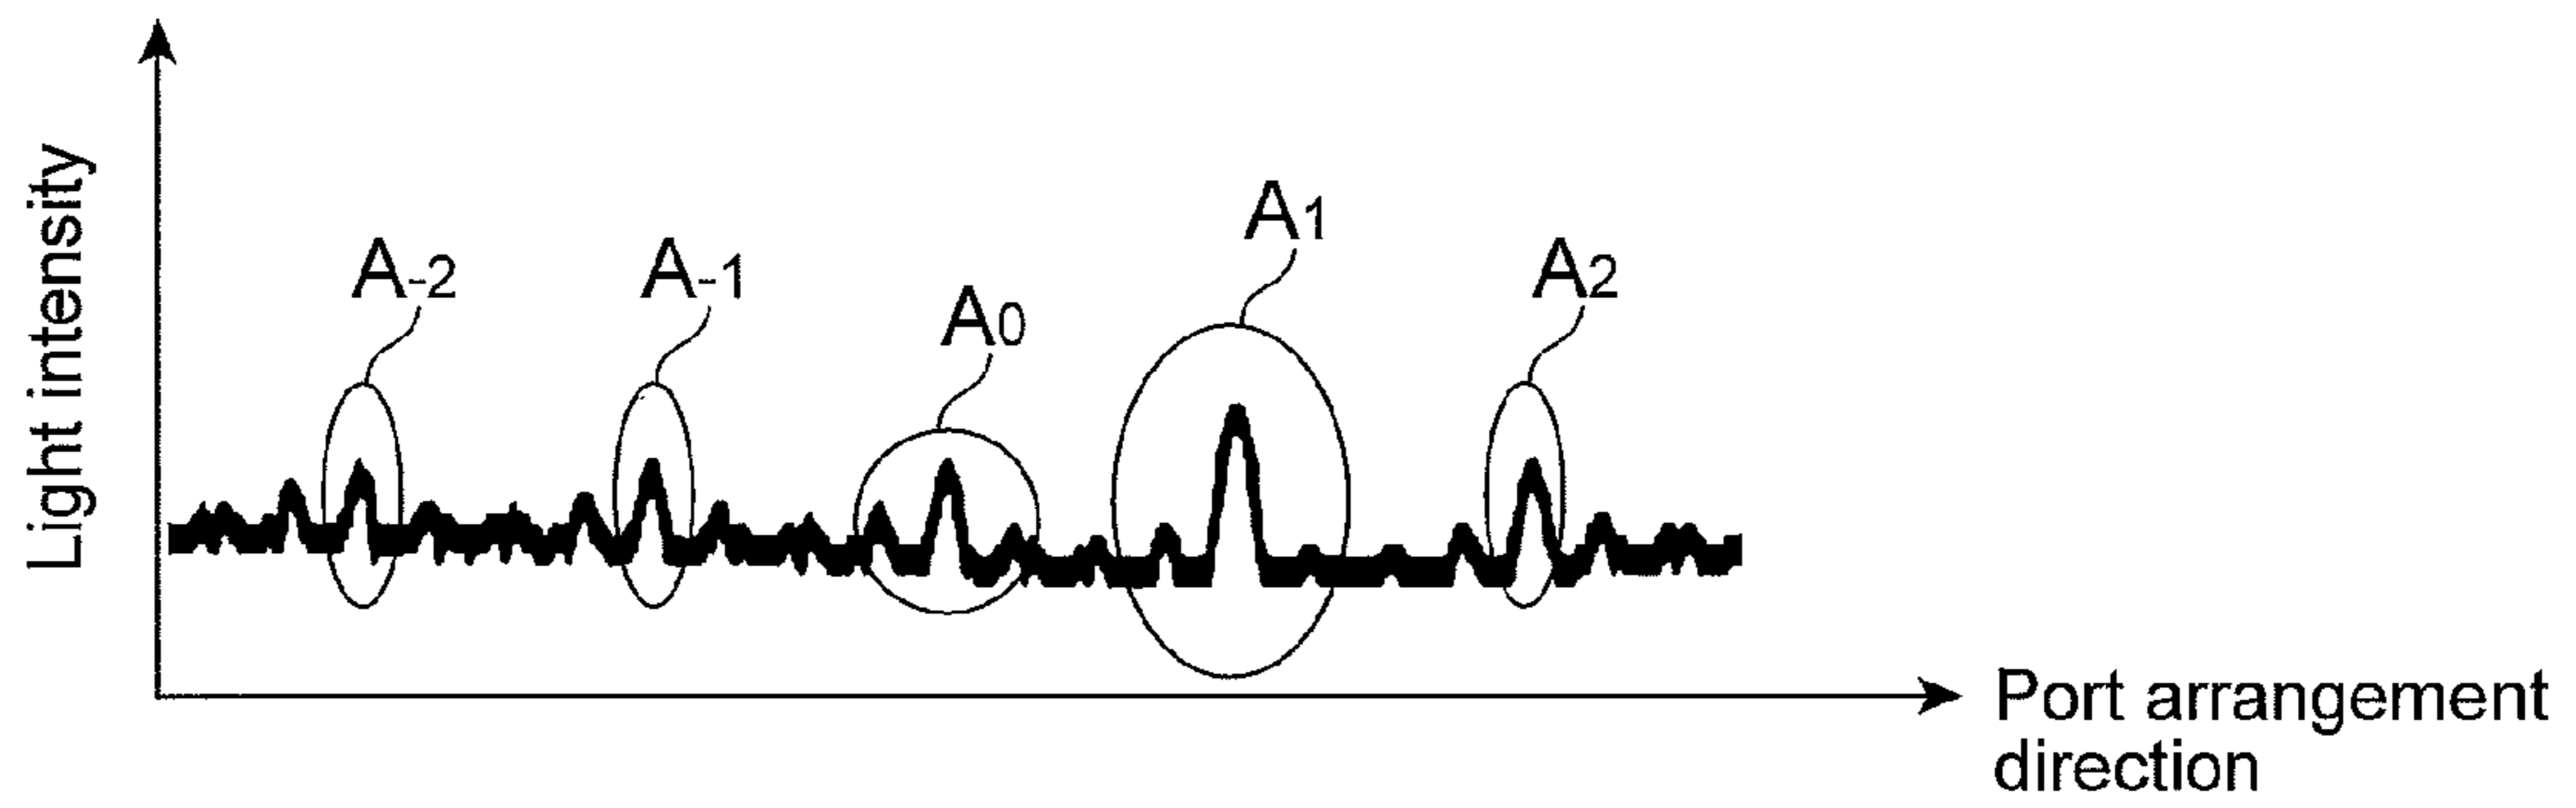 Light intensity
A-2
A-1
A0
A1
A2
Port arrangement
direction